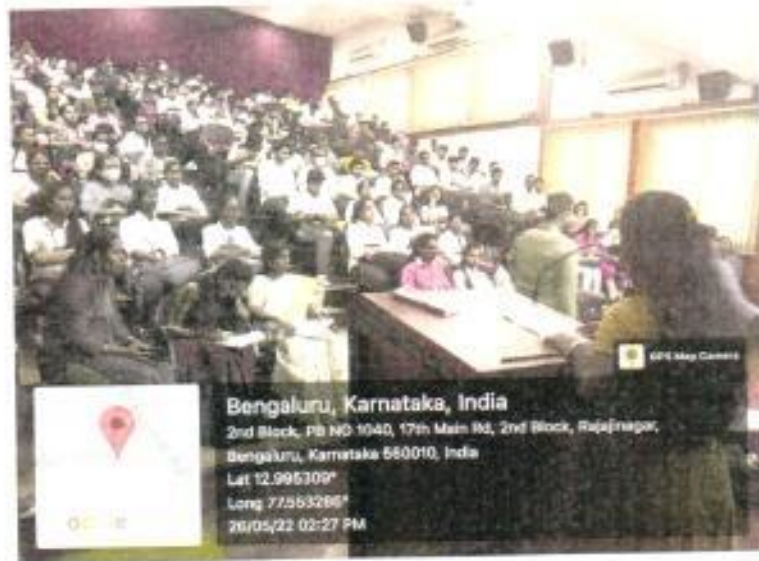 GPS Map Camera
Bengaluru, Karnataka, India
2nd Block, PB NO 1040, 17th Main Rd, 2nd Block, Rajajinagar,
Bengaluru, Karnataka 560010, India
Lat 12.995309°
Long 77.553286°
26/05/22 02:27 PM